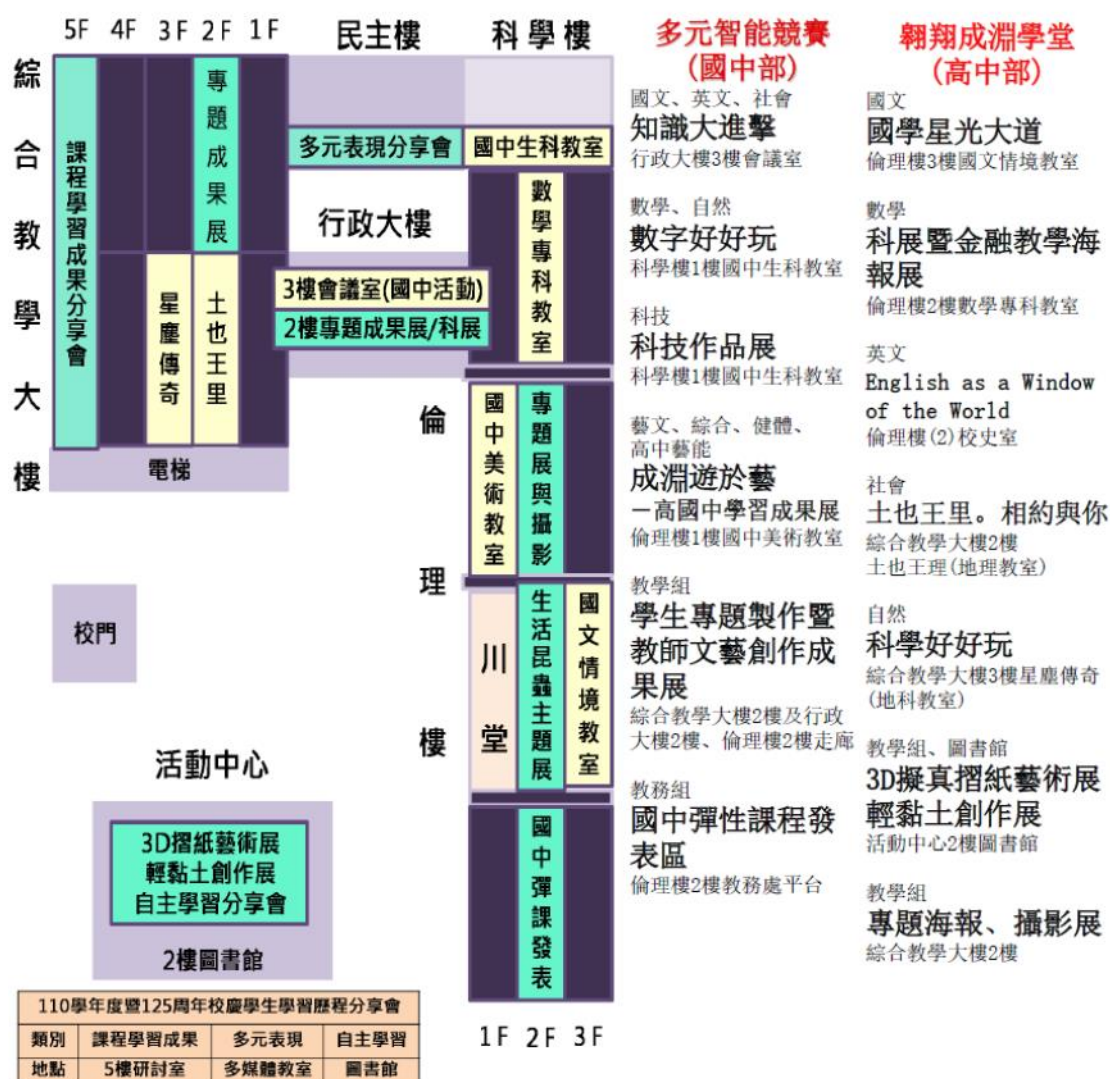 5F 4F 3F 2F 1F
民主樓
科學樓
綜合教學大樓
課程學習成果分享會
專題成果展
星塵傳奇
土也王里
電梯
多元表現分享會
國中生科教室
行政大樓
3樓會議室(國中活動)
2樓專題成果展/科展
數學專科教室
倫理樓
國中美術教室
專題展與攝影
川堂
生活昆蟲主題展
國文情境教室
國中彈課發表
1F 2F 3F
校門
活動中心
3D摺紙藝術展
輕黏土創作展
自主學習分享會
2樓圖書館
110學年度暨125周年校慶學生學習歷程分享會
類別 課程學習成果 多元表現 自主學習
地點 5樓研討室 多媒體教室 圖書館
多元智能競賽
(國中部)
國文、英文、社會
知識大進擊
行政大樓3樓會議室
數學、自然
數字好好玩
科學樓1樓國中生科教室
科技
科技作品展
科學樓1樓國中生科教室
藝文、綜合、健體、
高中藝能
成淵遊於藝
－高國中學習成果展
倫理樓1樓國中美術教室
教學組
學生專題製作暨
教師文藝創作成
果展
綜合教學大樓2樓及行政
大樓2樓、倫理樓2樓走廊
教務組
國中彈性課程發
表區
倫理樓2樓教務處平台
翱翔成淵學堂
(高中部)
國文
國學星光大道
倫理樓3樓國文情境教室
數學
科展暨金融教學海
報展
倫理樓2樓數學專科教室
英文
English as a Window
of the World
倫理樓(2)校史室
社會
土也王里。相約與你
綜合教學大樓2樓
土也王理(地理教室)
自然
科學好好玩
綜合教學大樓3樓星塵傳奇
(地科教室)
教學組、圖書館
3D擬真摺紙藝術展
輕黏土創作展
活動中心2樓圖書館
教學組
專題海報、攝影展
綜合教學大樓2樓